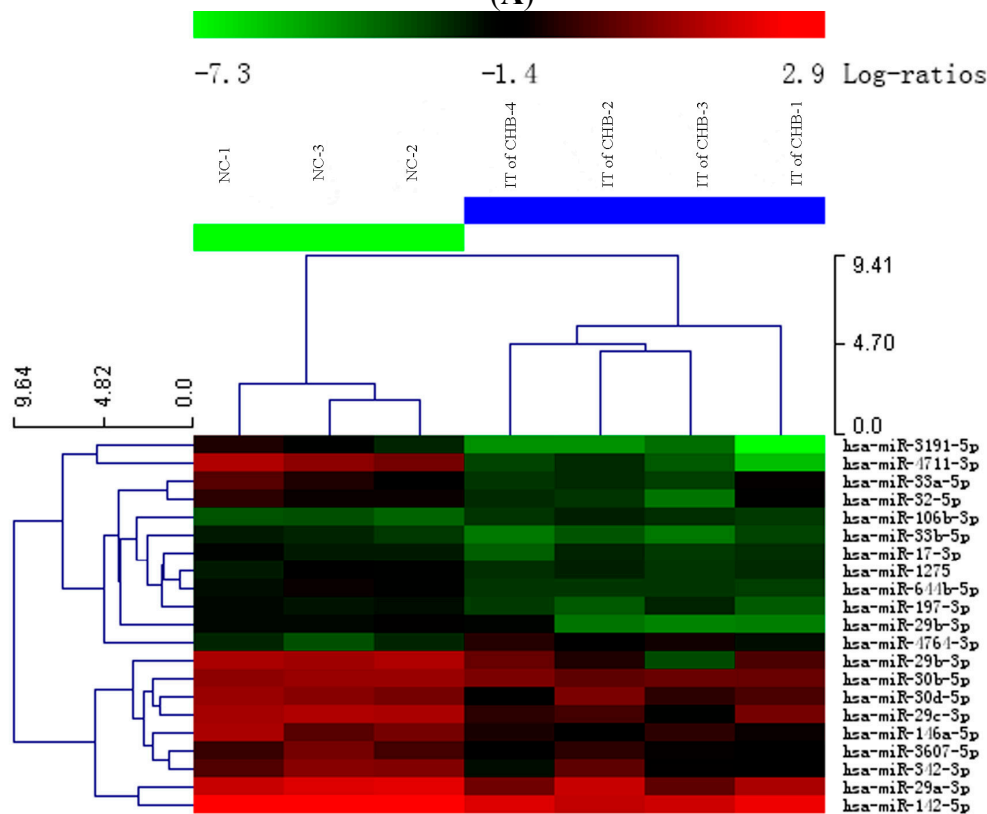 (A)
-7.3 -1.4 2.9 Log-ratios
NC-1 NC-3 NC-2 IT of CHB-4 IT of CHB-2 IT of CHB-3 IT of CHB-1
9.41
4.70
0.0
9.64 4.82 0.0
hsa-miR-3191-5p
hsa-miR-4711-3p
hsa-miR-33a-5p
hsa-miR-32-5p
hsa-miR-106b-3p
hsa-miR-33b-5p
hsa-miR-17-3p
hsa-miR-1275
hsa-miR-644b-5p
hsa-miR-197-3p
hsa-miR-29b-3p
hsa-miR-4764-3p
hsa-miR-29b-3p
hsa-miR-30b-5p
hsa-miR-30d-5p
hsa-miR-29c-3p
hsa-miR-146a-5p
hsa-miR-3607-5p
hsa-miR-342-3p
hsa-miR-29a-3p
hsa-miR-142-5p